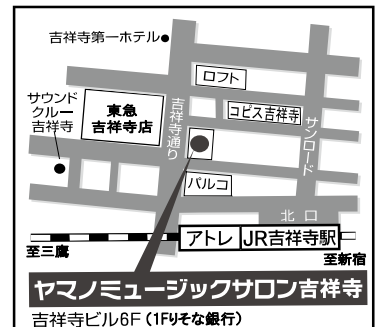 吉祥寺第一ホテル
ロフト
サウンド
クルー
吉祥寺
東急
吉祥寺店
吉祥寺通り
コピス吉祥寺
サンロード
パルコ
北口
アトレ JR吉祥寺駅
至三鷹
至新宿
ヤマノミュージックサロン吉祥寺
吉祥寺ビル6F (1Fりそな銀行)